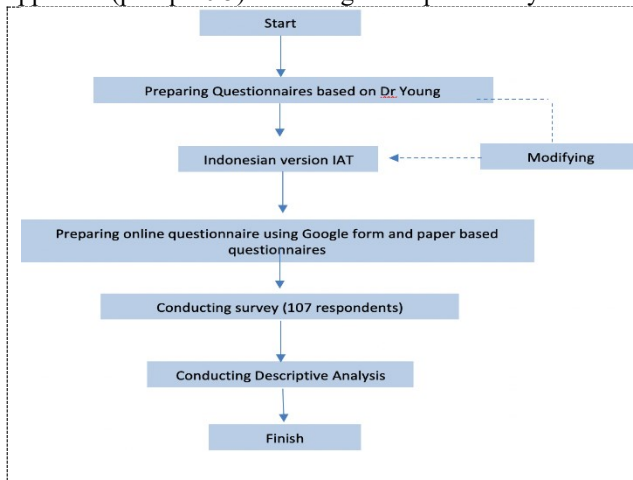 Start
Preparing Questionnaires based on Dr Young
Indonesian version IAT
Modifying
Preparing online questionnaire using Google form and paper based
questionnaires
Conducting survey (107 respondents)
Conducting Descriptive Analysis
Finish